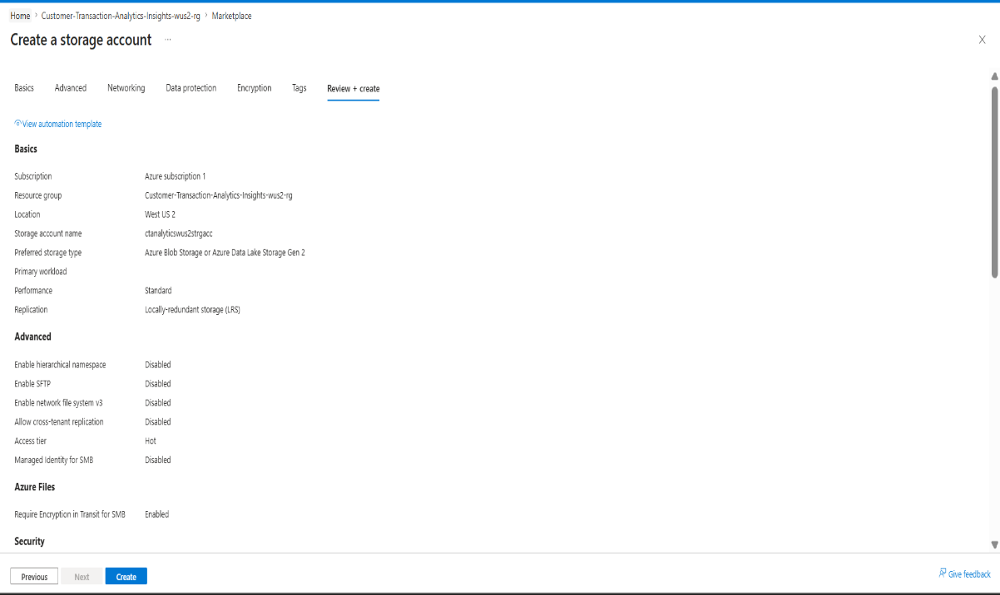 Home > Customer-Transaction-Analytics-Insights-wus2-rg > Marketplace
Create a storage account ...
X
Basics Advanced Networking Data protection Encryption Tags Review + create
View automation template
Basics
Subscription Azure subscription 1
Resource group Customer-Transaction-Analytics-Insights-wus2-rg
Location West US 2
Storage account name ctanalyticswus2strgacc
Preferred storage type Azure Blob Storage or Azure Data Lake Storage Gen 2
Primary workload
Performance Standard
Replication Locally-redundant storage (LRS)
Advanced
Enable hierarchical namespace Disabled
Enable SFTP Disabled
Enable network file system v3 Disabled
Allow cross-tenant replication Disabled
Access tier Hot
Managed Identity for SMB Disabled
Azure Files
Require Encryption in Transit for SMB Enabled
Security
Previous Next Create Give feedback